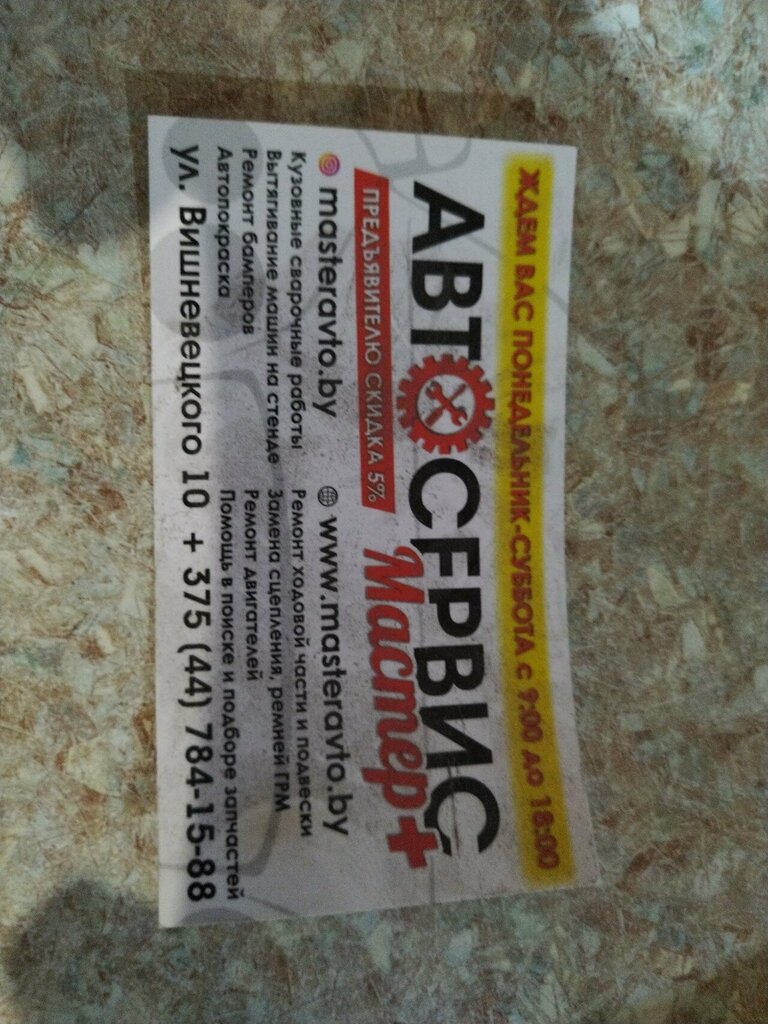 ЖДЕМ ВАС ПОНЕДЕЛЬНИК-СУББОТА С 9:00 ДО 18:00
АВТОСЕРВИС
Мастер+
ПРЕДЪЯВИТЕЛЮ СКИДКА 5%
masteravto.by
www.masteravto.by
Кузовные сварочные работы
Вытягивание машин на стенде
Ремонт бамперов
Автопокраска
Ремонт ходовой части и подвески
Замена сцепления, ремней ГРМ
Ремонт двигателей
Помощь в поиске и подборе запчастей
ул. Вишневецкого 10 + 375 (44) 784-15-88